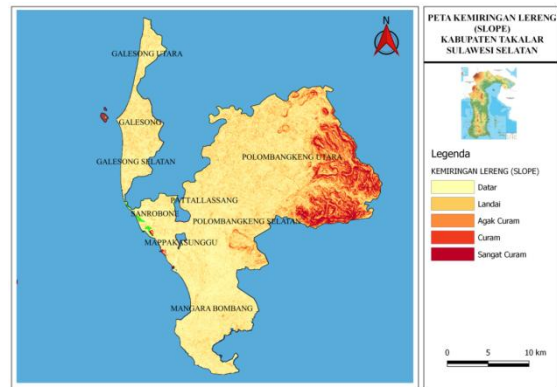 PETA KEMIRINGAN LERENG
(SLOPE)
KABUPATEN TAKALAR
SULAWESI SELATAN
N
GALESONG UTARA
GALESONG
GALESONG SELATAN
POLOMBANGKENG UTARA
PATTALLASSANG
SANROBONE
POLOMBANGKENG SELATAN
MAPPAKASUNGGU
MANGARA BOMBANG
Legenda
KEMIRINGAN LERENG (SLOPE)
Datar
Landai
Agak Curam
Curam
Sangat Curam
0 5 10 km